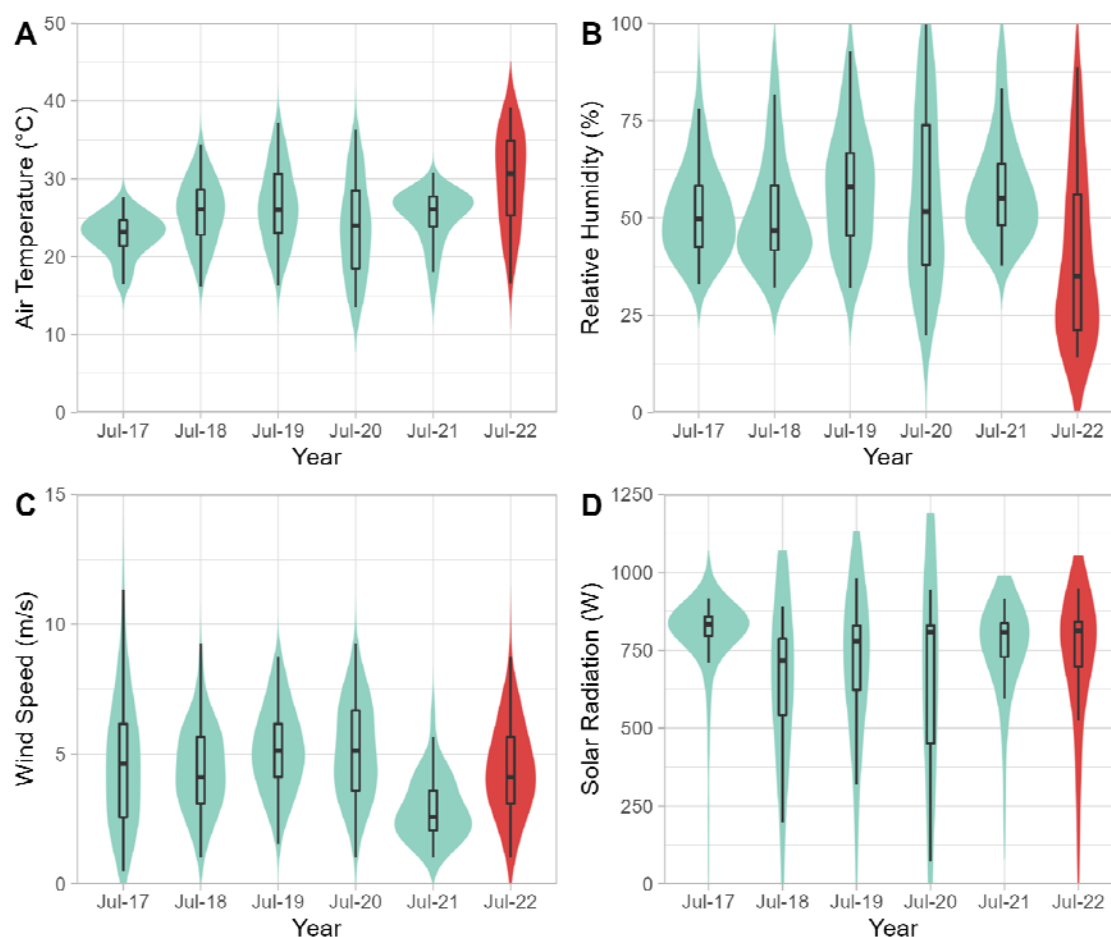 A
Air Temperature (°C)
50
40
30
20
10
0
Jul-17 Jul-18 Jul-19 Jul-20 Jul-21 Jul-22
Year
B
Relative Humidity (%)
100
75
50
25
0
Jul-17 Jul-18 Jul-19 Jul-20 Jul-21 Jul-22
Year
C
Wind Speed (m/s)
15
10
5
0
Jul-17 Jul-18 Jul-19 Jul-20 Jul-21 Jul-22
Year
D
Solar Radiation (W)
1250
1000
750
500
250
0
Jul-17 Jul-18 Jul-19 Jul-20 Jul-21 Jul-22
Year